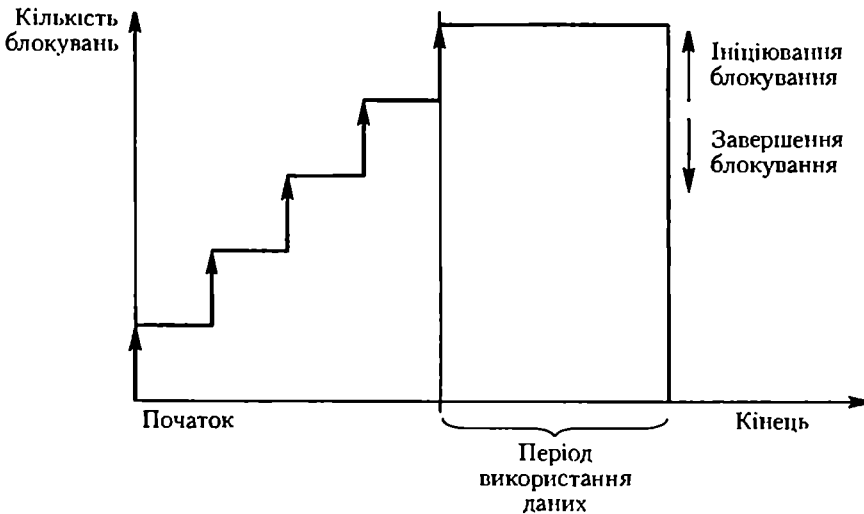 Кількість
блокувань
Ініціювання
блокування
Завершення
блокування
Початок
Кінець
Період
використання
даних